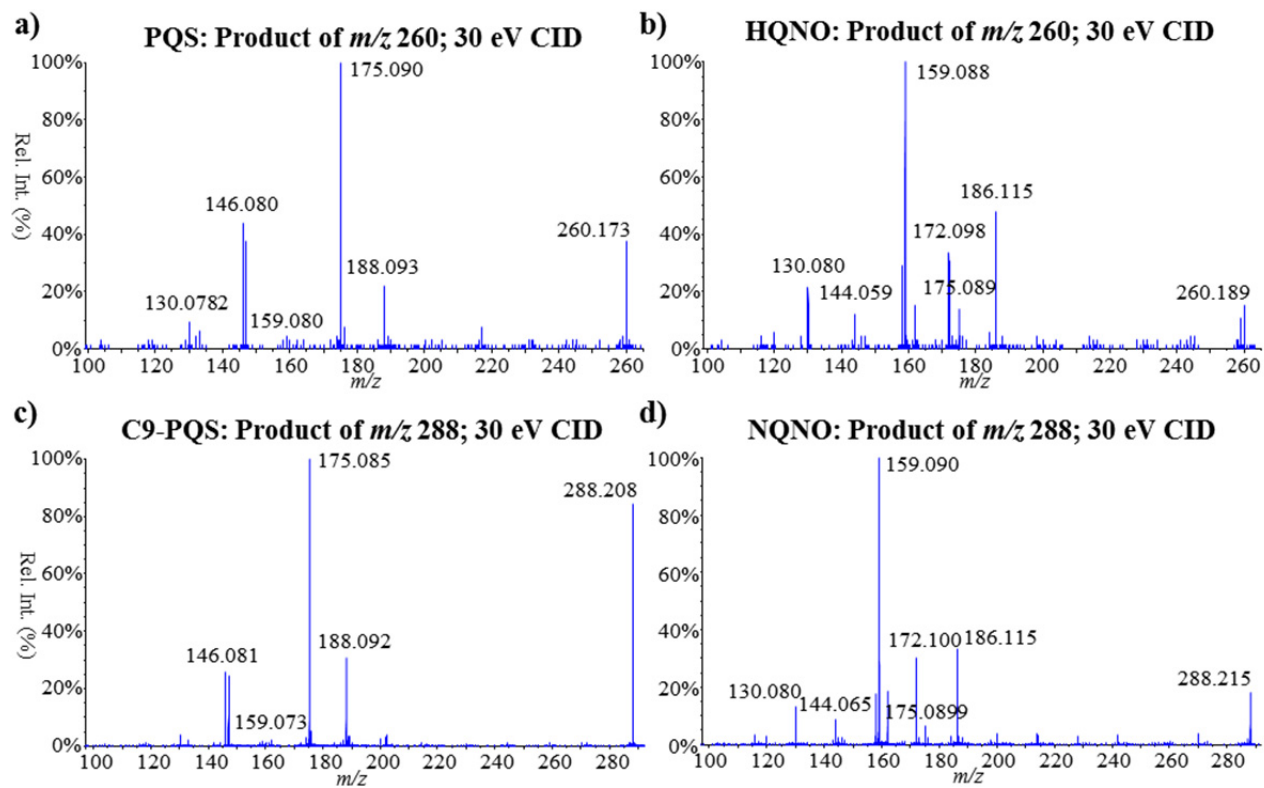 a)
PQS: Product of m/z 260; 30 eV CID
100%
80%
60%
40%
20%
0%
Rel. Int. (%)
175.090
146.080
260.173
188.093
130.0782
159.080
100 120 140 160 180 200 220 240 260
m/z
b)
HQNO: Product of m/z 260; 30 eV CID
100%
80%
60%
40%
20%
0%
159.088
186.115
172.098
130.080
144.059
175.089
260.189
100 120 140 160 180 200 220 240 260
m/z
c)
C9-PQS: Product of m/z 288; 30 eV CID
100%
80%
60%
40%
20%
0%
Rel. Int. (%)
175.085
288.208
146.081
188.092
159.073
100 120 140 160 180 200 220 240 260 280
m/z
d)
NQNO: Product of m/z 288; 30 eV CID
100%
80%
60%
40%
20%
0%
159.090
172.100
186.115
130.080
144.065
175.0899
288.215
100 120 140 160 180 200 220 240 260 280
m/z